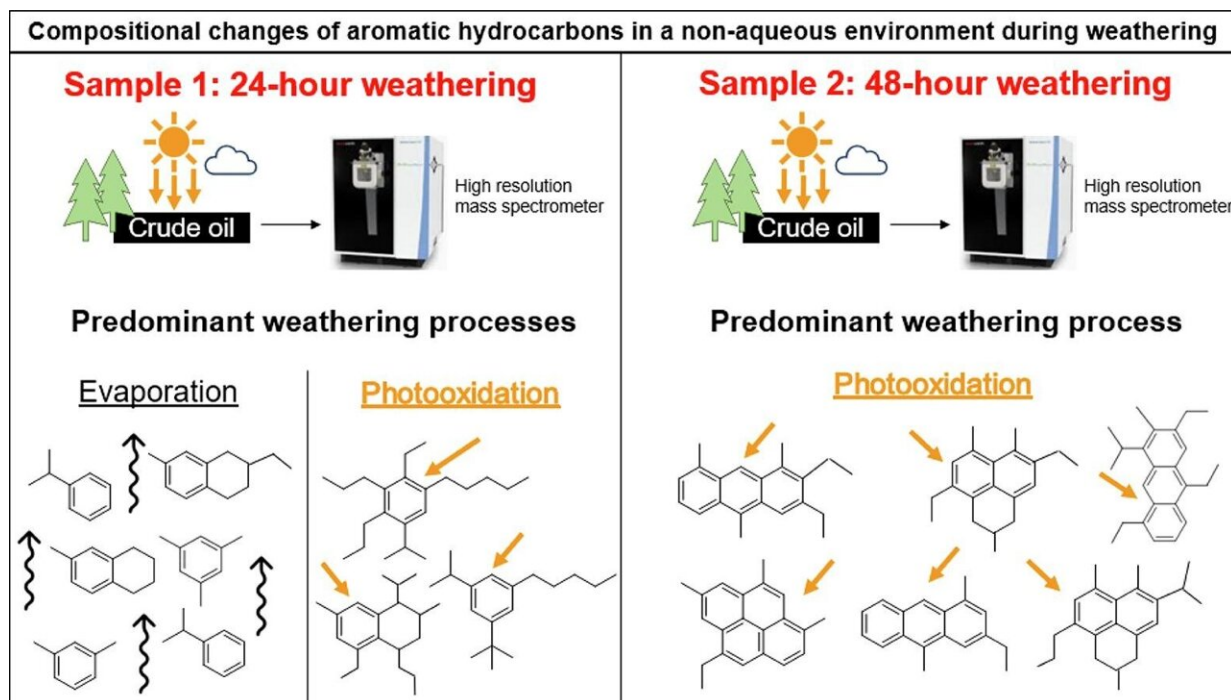 Compositional changes of aromatic hydrocarbons in a non-aqueous environment during weathering
Sample 1: 24-hour weathering
Crude oil
High resolution
mass spectrometer
Predominant weathering processes
Evaporation
Photooxidation
Sample 2: 48-hour weathering
Crude oil
High resolution
mass spectrometer
Predominant weathering process
Photooxidation